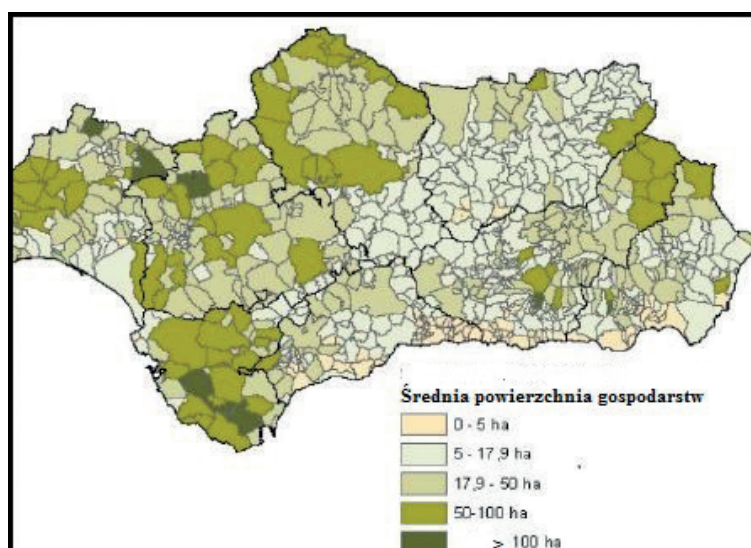 Średnia powierzchnia gospodarstw
0 - 5 ha
5 - 17,9 ha
17,9 - 50 ha
50-100 ha
> 100 ha